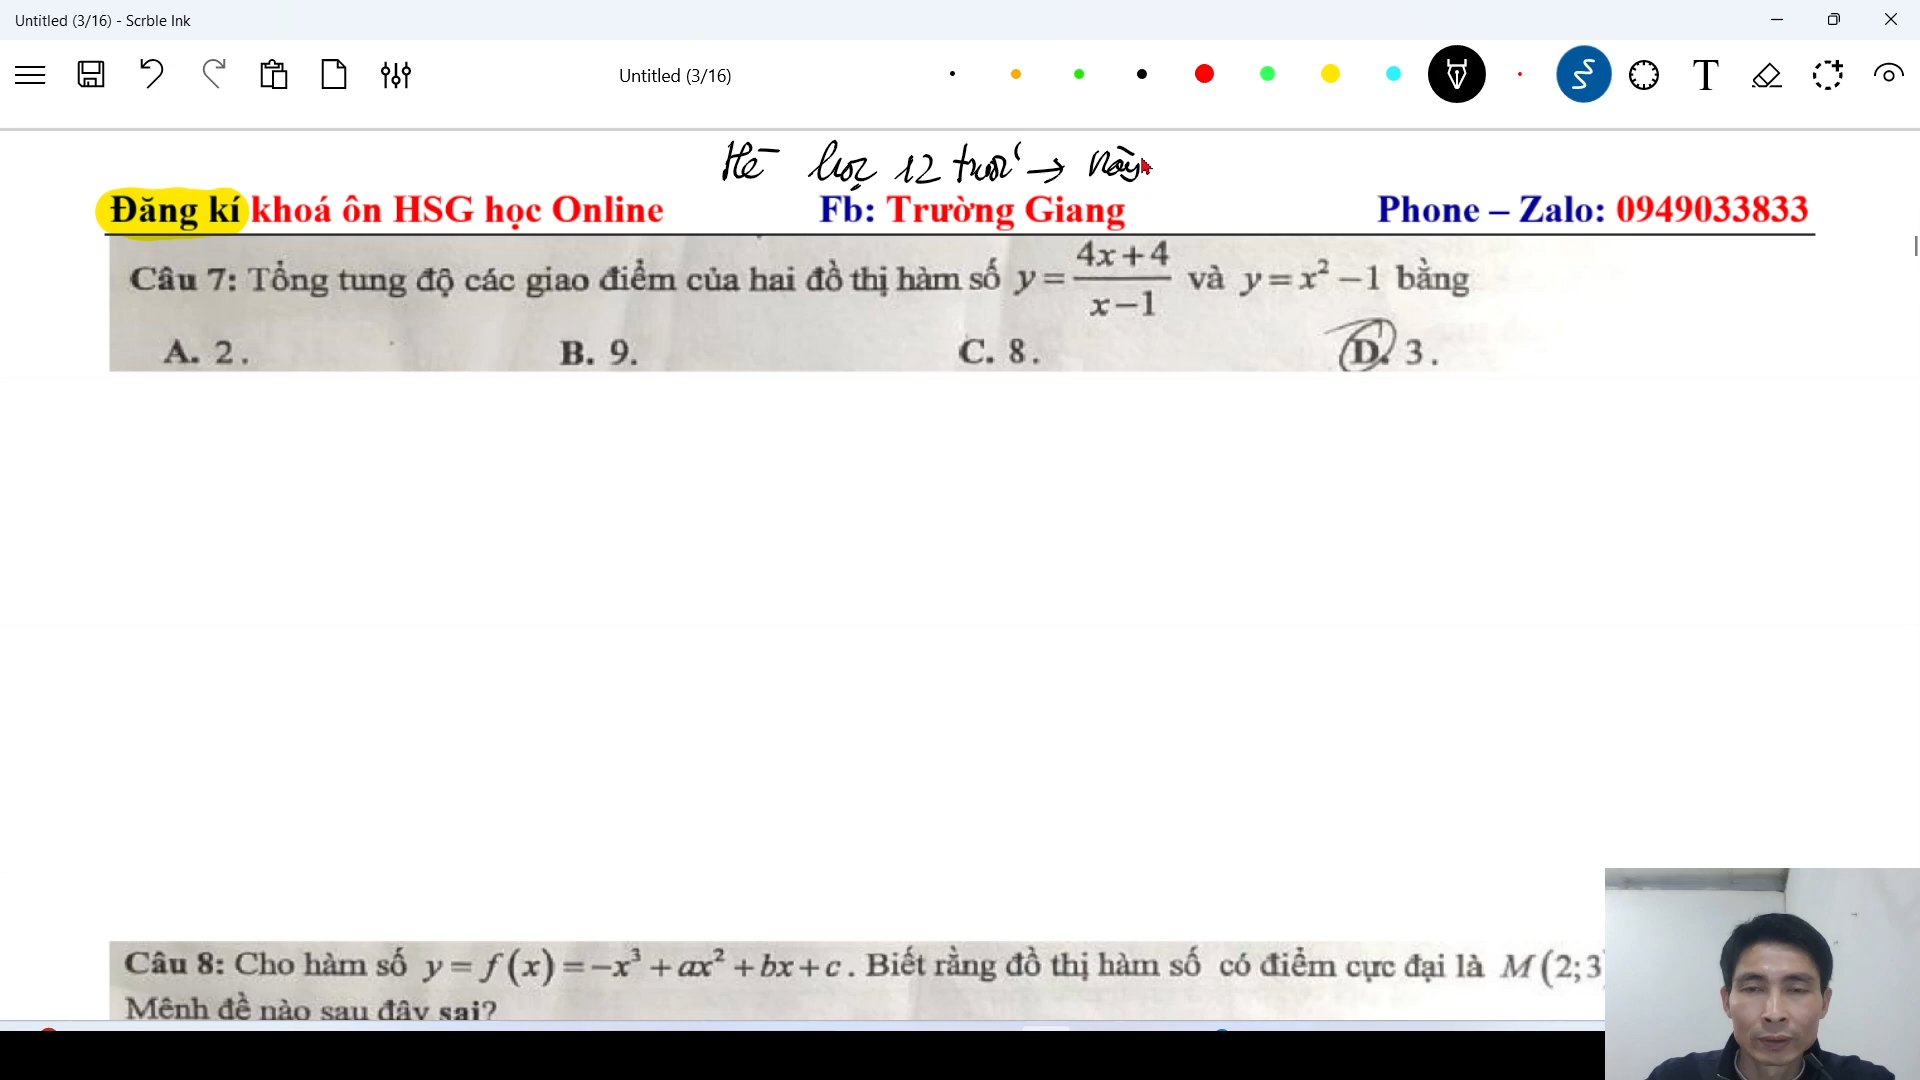 Untitled (3/16) - Scrble Ink
Untitled (3/16)
T
Hè học 12 trước → này
Đăng kí khoá ôn HSG học Online Fb: Trường Giang Phone – Zalo: 0949033833
Câu 7: Tổng tung độ các giao điểm của hai đồ thị hàm số y = (4x+4)/(x−1) và y = x² − 1 bằng
A. 2. B. 9. C. 8. D. 3.
Câu 8: Cho hàm số y = f(x) = −x³ + ax² + bx + c. Biết rằng đồ thị hàm số có điểm cực đại là M(2;3
Mệnh đề nào sau đây sai?